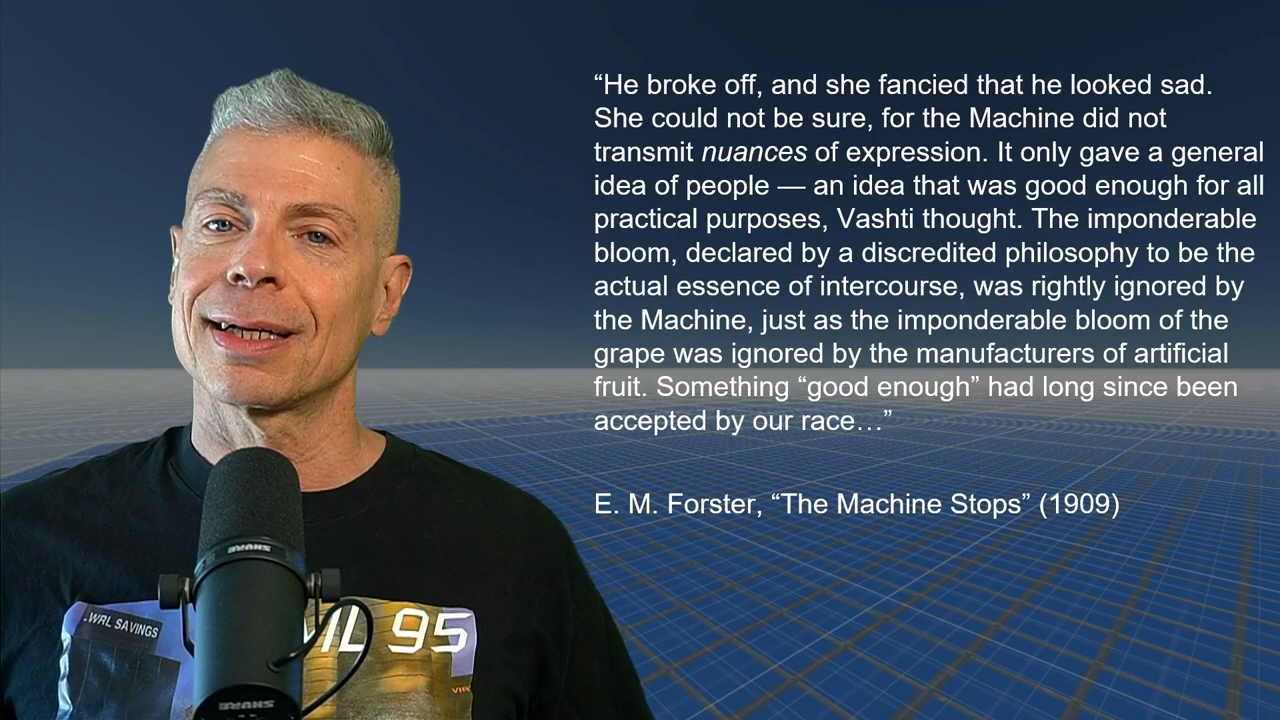 “He broke off, and she fancied that he looked sad.
She could not be sure, for the Machine did not
transmit nuances of expression. It only gave a general
idea of people — an idea that was good enough for all
practical purposes, Vashti thought. The imponderable
bloom, declared by a discredited philosophy to be the
actual essence of intercourse, was rightly ignored by
the Machine, just as the imponderable bloom of the
grape was ignored by the manufacturers of artificial
fruit. Something “good enough” had long since been
accepted by our race…”
E. M. Forster, “The Machine Stops” (1909)
SHURE
.WRL SAVINGS
ML 95
SHURE